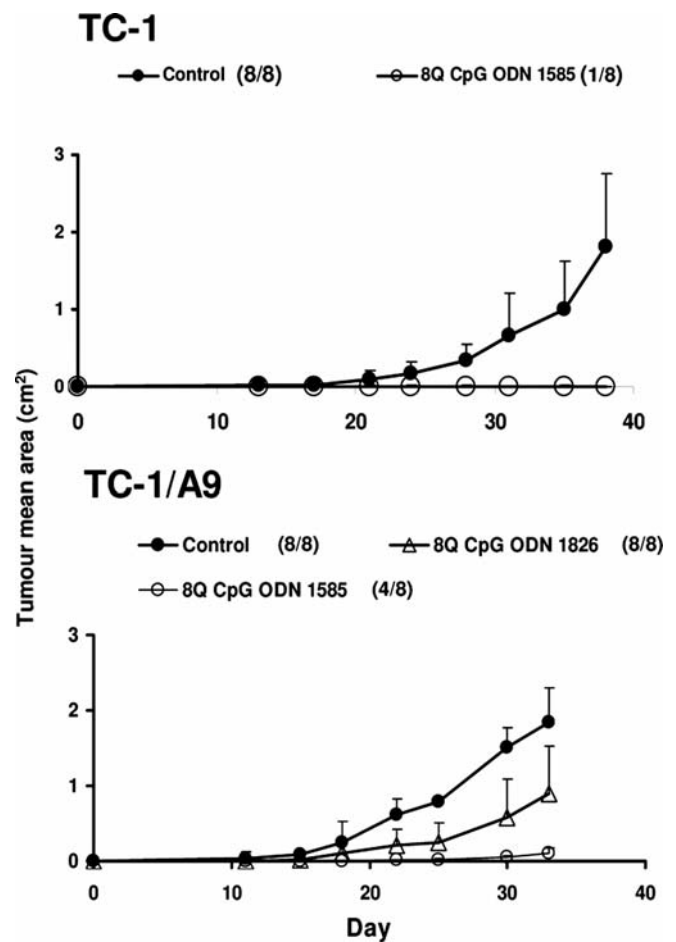 TC-1
Control (8/8) 8Q CpG ODN 1585 (1/8)
3
2
1
0
0 10 20 30 40
Tumour mean area (cm²)
TC-1/A9
Control (8/8) 8Q CpG ODN 1826 (8/8)
8Q CpG ODN 1585 (4/8)
3
2
1
0
0 10 20 30 40
Day